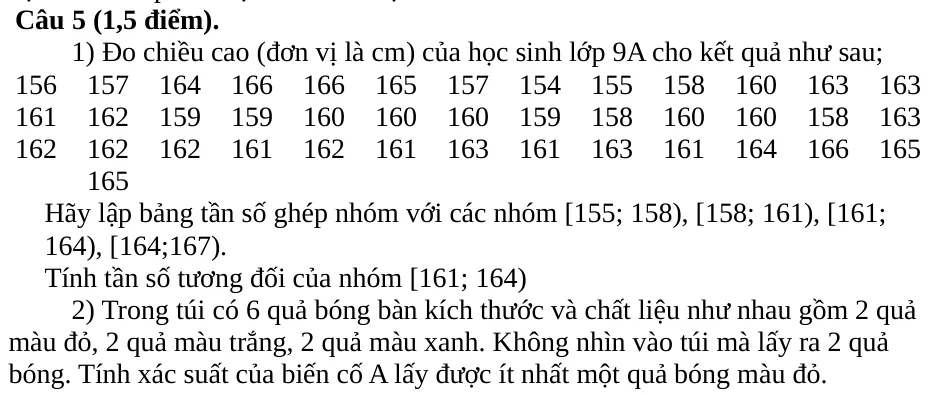 Câu 5 (1,5 điểm).
1) Đo chiều cao (đơn vị là cm) của học sinh lớp 9A cho kết quả như sau;
156 157 164 166 166 165 157 154 155 158 160 163 163
161 162 159 159 160 160 160 159 158 160 160 158 163
162 162 162 161 162 161 163 161 163 161 164 166 165
165
Hãy lập bảng tần số ghép nhóm với các nhóm [155; 158), [158; 161), [161;
164), [164;167).
Tính tần số tương đối của nhóm [161; 164)
2) Trong túi có 6 quả bóng bàn kích thước và chất liệu như nhau gồm 2 quả
màu đỏ, 2 quả màu trắng, 2 quả màu xanh. Không nhìn vào túi mà lấy ra 2 quả
bóng. Tính xác suất của biến cố A lấy được ít nhất một quả bóng màu đỏ.